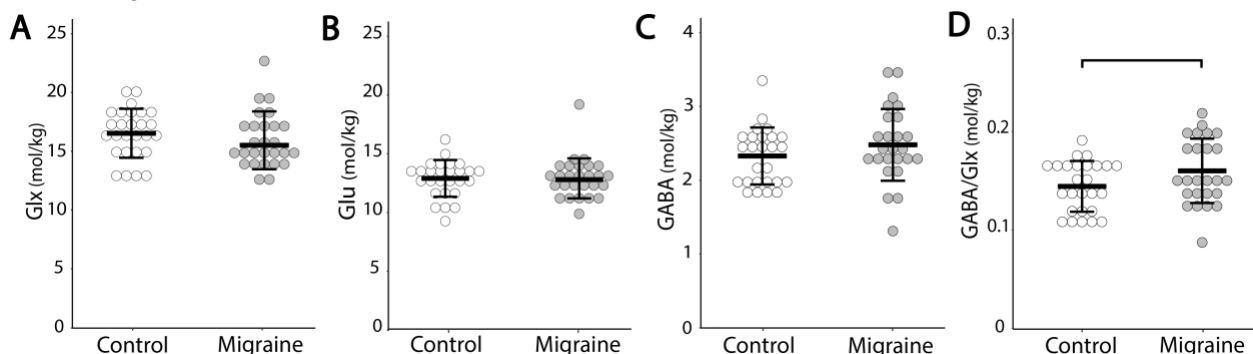 A
Glx (mol/kg)
25
20
15
10
5
0
Control Migraine
B
Glu (mol/kg)
25
20
15
10
5
0
Control Migraine
C
GABA (mol/kg)
4
3
2
1
0
Control Migraine
D
GABA/Glx (mol/kg)
0.3
0.2
0.1
0
Control Migraine